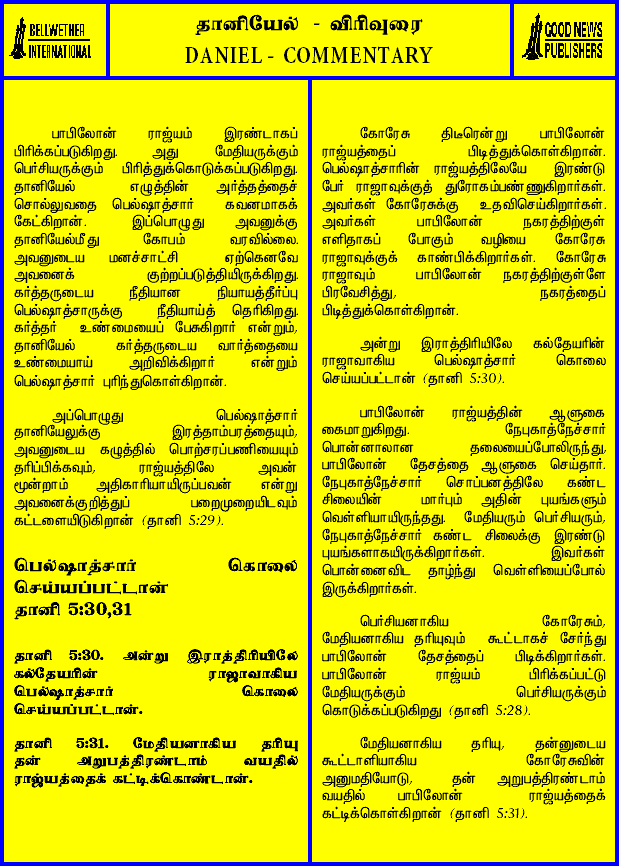 BELLWETHER
INTERNATIONAL
தானியேல் - விரிவுரை
DANIEL - COMMENTARY
GOOD NEWS
PUBLISHERS
பாபிலோன் ராஜ்யம் இரண்டாகப்
பிரிக்கப்படுகிறது. அது மேதியருக்கும்
பெர்சியருக்கும் பிரித்துக்கொடுக்கப்படுகிறது.
தானியேல் எழுத்தின் அர்த்தத்தைச்
சொல்லுவதை பெல்ஷாத்சார் கவனமாகக்
கேட்கிறான். இப்பொழுது அவனுக்கு
தானியேல்மீது கோபம் வரவில்லை.
அவனுடைய மனச்சாட்சி ஏற்கெனவே
அவனைக் குற்றப்படுத்தியிருக்கிறது.
கர்த்தருடைய நீதியான நியாயத்தீர்ப்பு
பெல்ஷாத்சாருக்கு நீதியாய்த் தெரிகிறது.
கர்த்தர் உண்மையைப் பேசுகிறார் என்றும்,
தானியேல் கர்த்தருடைய வார்த்தையை
உண்மையாய் அறிவிக்கிறார் என்றும்
பெல்ஷாத்சார் புரிந்துகொள்கிறான்.
அப்பொழுது பெல்ஷாத்சார்
தானியேலுக்கு இரத்தாம்பரத்தையும்,
அவனுடைய கழுத்தில் பொற்சரப்பணியையும்
தரிப்பிக்கவும், ராஜ்யத்திலே அவன்
மூன்றாம் அதிகாரியாயிருப்பவன் என்று
அவனைக்குறித்துப் பறைமுறையிடவும்
கட்டளையிடுகிறான் (தானி 5:29).
பெல்ஷாத்சார் கொலை
செய்யப்பட்டான்
தானி 5:30,31
தானி 5:30. அன்று இராத்திரியிலே
கல்தேயரின் ராஜாவாகிய
பெல்ஷாத்சார் கொலை
செய்யப்பட்டான்.
தானி 5:31. மேதியனாகிய தரியு
தன் அறுபத்திரண்டாம் வயதில்
ராஜ்யத்தைக் கட்டிக்கொண்டான்.
கோரேசு திடீரென்று பாபிலோன்
ராஜ்யத்தைப் பிடித்துக்கொள்கிறான்.
பெல்ஷாத்சாரின் ராஜ்யத்திலேயே இரண்டு
பேர் ராஜாவுக்குத் துரோகம்பண்ணுகிறார்கள்.
அவர்கள் கோரேசுக்கு உதவிசெய்கிறார்கள்.
அவர்கள் பாபிலோன் நகரத்திற்குள்
எளிதாகப் போகும் வழியை கோரேசு
ராஜாவுக்குக் காண்பிக்கிறார்கள். கோரேசு
ராஜாவும் பாபிலோன் நகரத்திற்குள்ளே
பிரவேசித்து, நகரத்தைப்
பிடித்துக்கொள்கிறான்.
அன்று இராத்திரியிலே கல்தேயரின்
ராஜாவாகிய பெல்ஷாத்சார் கொலை
செய்யப்பட்டான் (தானி 5:30).
பாபிலோன் ராஜ்யத்தின் ஆளுகை
கைமாறுகிறது. நேபுகாத்நேச்சார்
பொன்னாலான தலையைப்போலிருந்து,
பாபிலோன் தேசத்தை ஆளுகை செய்தார்.
நேபுகாத்நேச்சார் சொப்பனத்திலே கண்ட
சிலையின் மார்பும் அதின் புயங்களும்
வெள்ளியாயிருந்தது. மேதியரும் பெர்சியரும்,
நேபுகாத்நேச்சார் கண்ட சிலைக்கு இரண்டு
புயங்களாகயிருக்கிறார்கள். இவர்கள்
பொன்னைவிட தாழ்ந்து வெள்ளியைப்போல்
இருக்கிறார்கள்.
பெர்சியனாகிய கோரேசும்,
மேதியனாகிய தரியுவும் கூட்டாகச் சேர்ந்து
பாபிலோன் தேசத்தைப் பிடிக்கிறார்கள்.
பாபிலோன் ராஜ்யம் பிரிக்கப்பட்டு
மேதியருக்கும் பெர்சியருக்கும்
கொடுக்கப்படுகிறது (தானி 5:28).
மேதியனாகிய தரியு, தன்னுடைய
கூட்டாளியாகிய கோரேசுவின்
அனுமதியோடு, தன் அறுபத்திரண்டாம்
வயதில் பாபிலோன் ராஜ்யத்தைக்
கட்டிக்கொள்கிறான் (தானி 5:31).